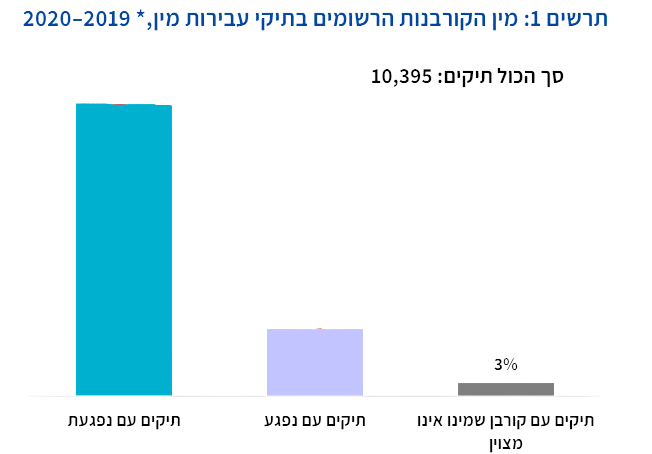 תרשים 1: מין הקורבנות הרשומים בתיקי עבירות מין,* 2019–2020
סך הכול תיקים: 10,395
3%
תיקים עם נפגעת
תיקים עם נפגע
תיקים עם קורבן שמינו אינו
מצוין